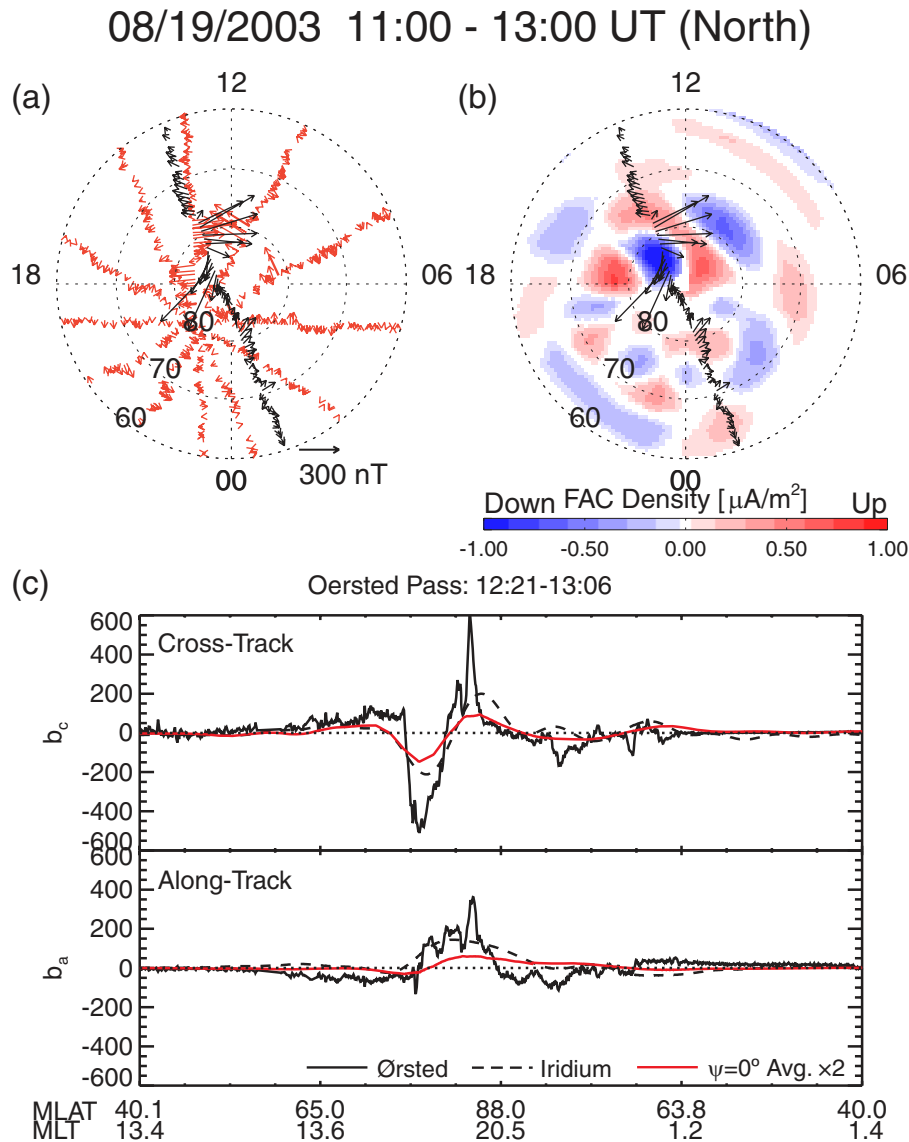 08/19/2003 11:00 - 13:00 UT (North)
(a)
12
18
80
70
60
00
300 nT
(b)
12
18
06
06
80
70
60
00
Down FAC Density [μA/m²] Up
-1.00 -0.50 0.00 0.50 1.00
(c)
Oersted Pass: 12:21-13:06
Cross-Track
600
400
200
0
-200
-400
-600
b_c
Along-Track
600
400
200
0
-200
-400
-600
b_a
Ørsted Iridium ψ=0º Avg. ×2
MLAT 40.1 65.0 88.0 63.8 40.0
MLT 13.4 13.6 20.5 1.2 1.4